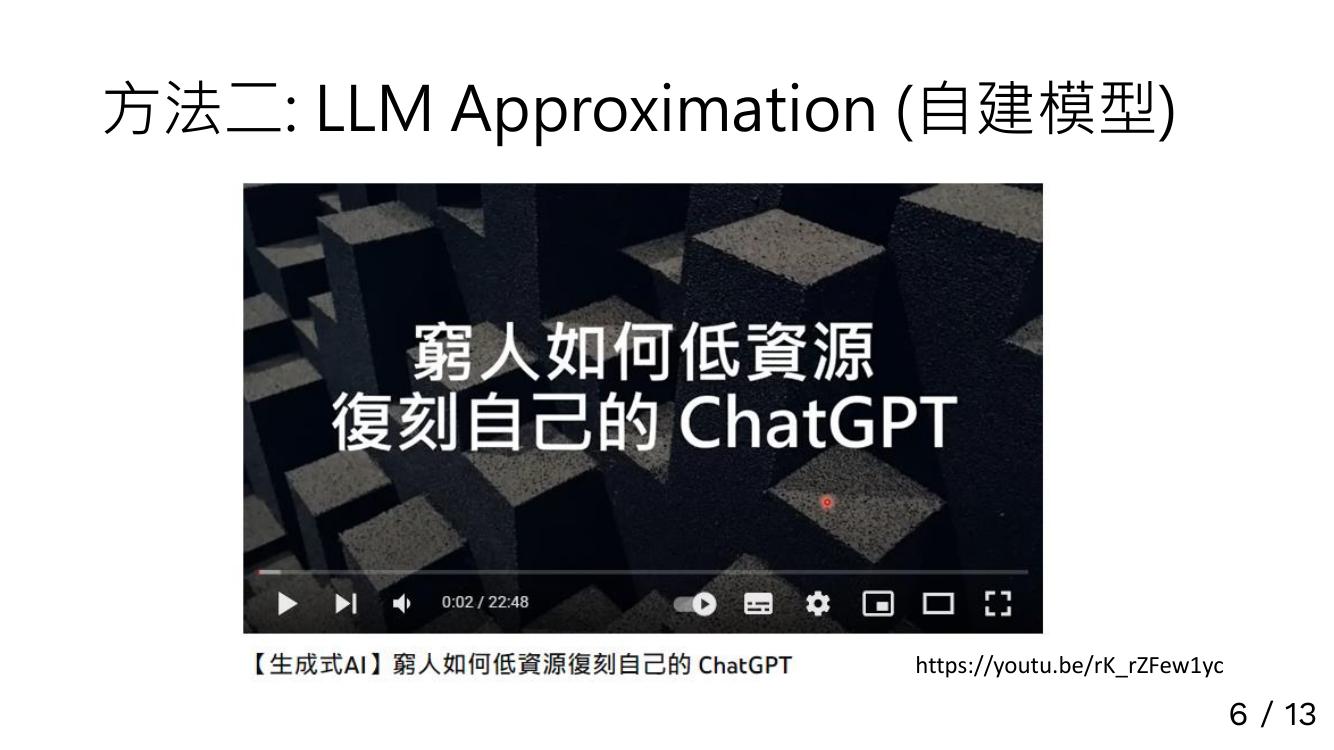 方法二: LLM Approximation (自建模型)
窮人如何低資源
復刻自己的 ChatGPT
0:02 / 22:48
【生成式AI】窮人如何低資源復刻自己的 ChatGPT
https://youtu.be/rK_rZFew1yc
6 / 13